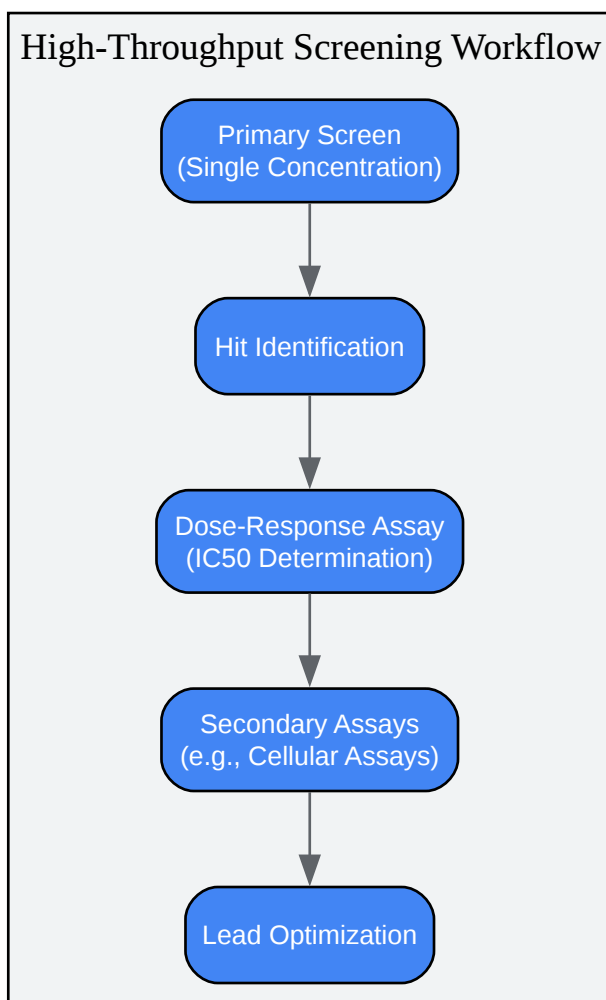 High-Throughput Screening Workflow
Primary Screen
(Single Concentration)
Hit Identification
Dose-Response Assay
(IC50 Determination)
Secondary Assays
(e.g., Cellular Assays)
Lead Optimization